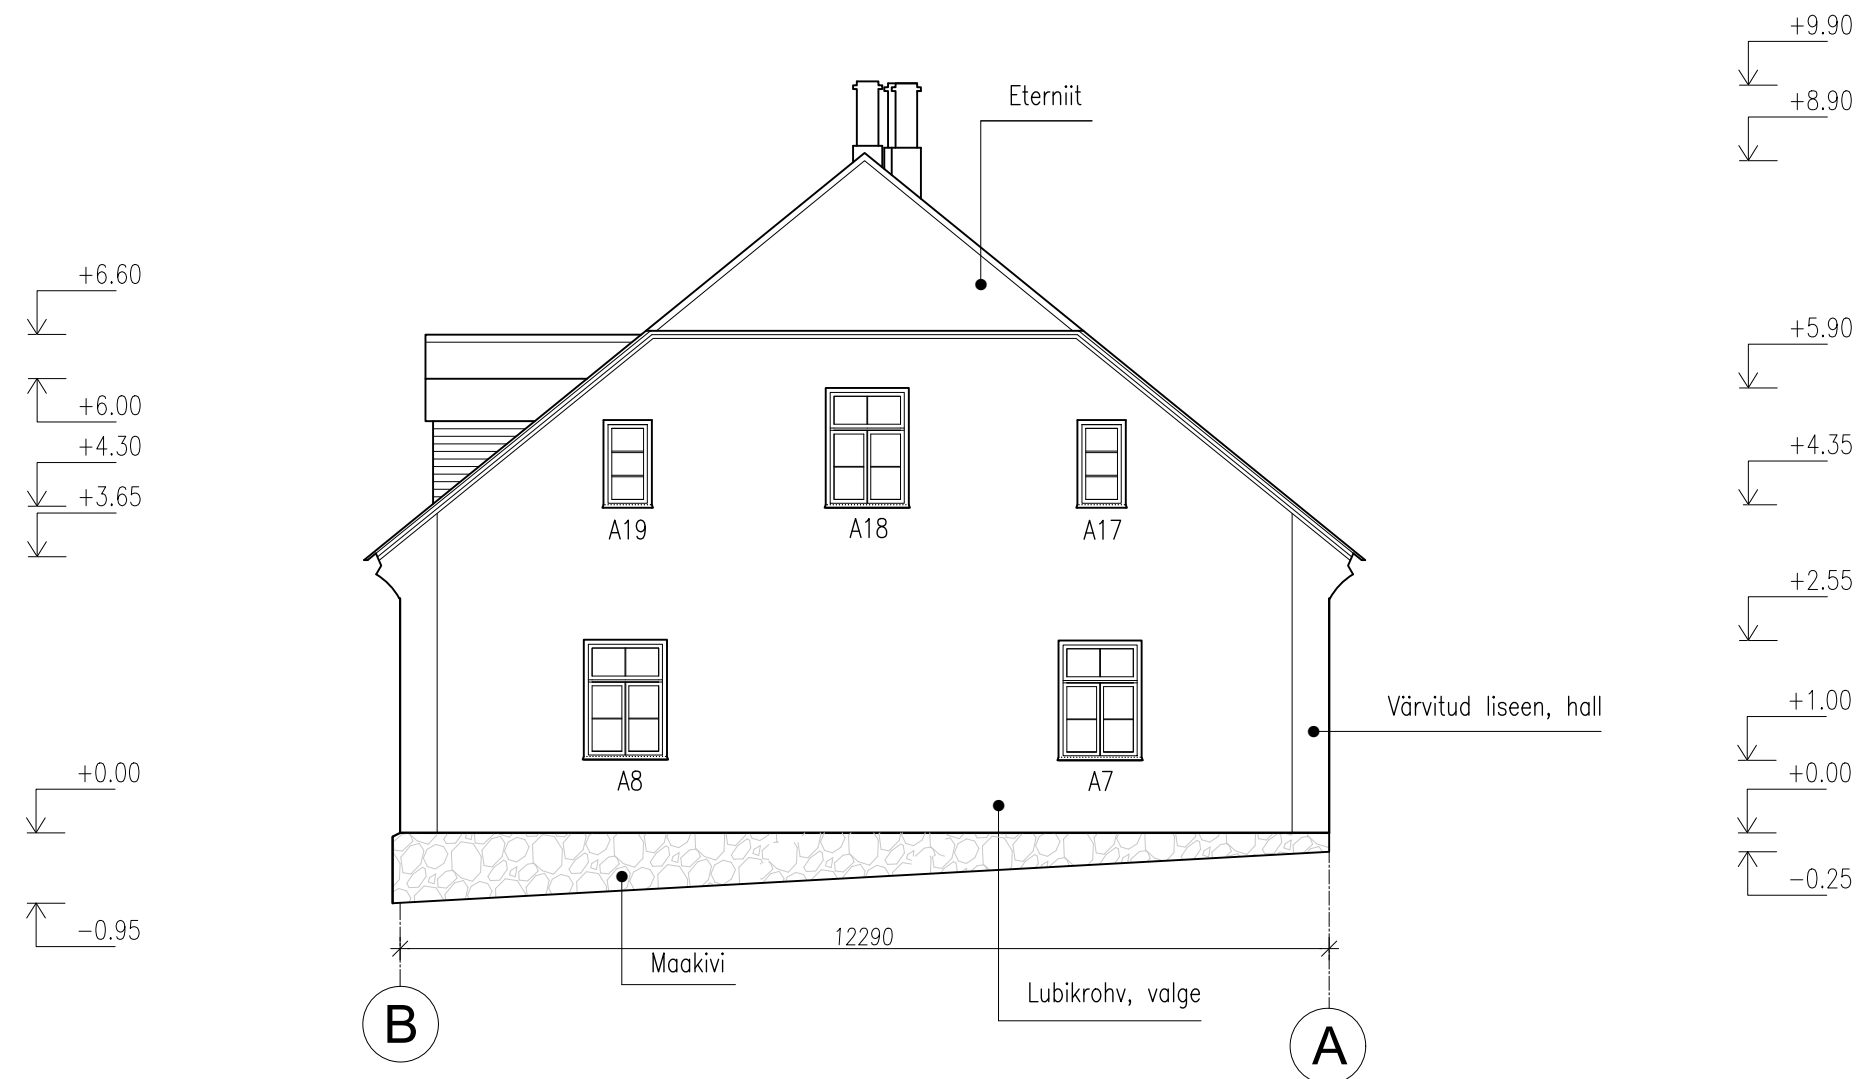 +9.90
Eterniit
+8.90
+6.60
+5.90
+6.00
+4.30
+4.35
+3.65
A19
A18
A17
+2.55
Värvitud liseen, hall
+1.00
+0.00
A8
A7
+0.00
-0.25
-0.95
12290
Maakivi
Lubikrohv, valge
B
A